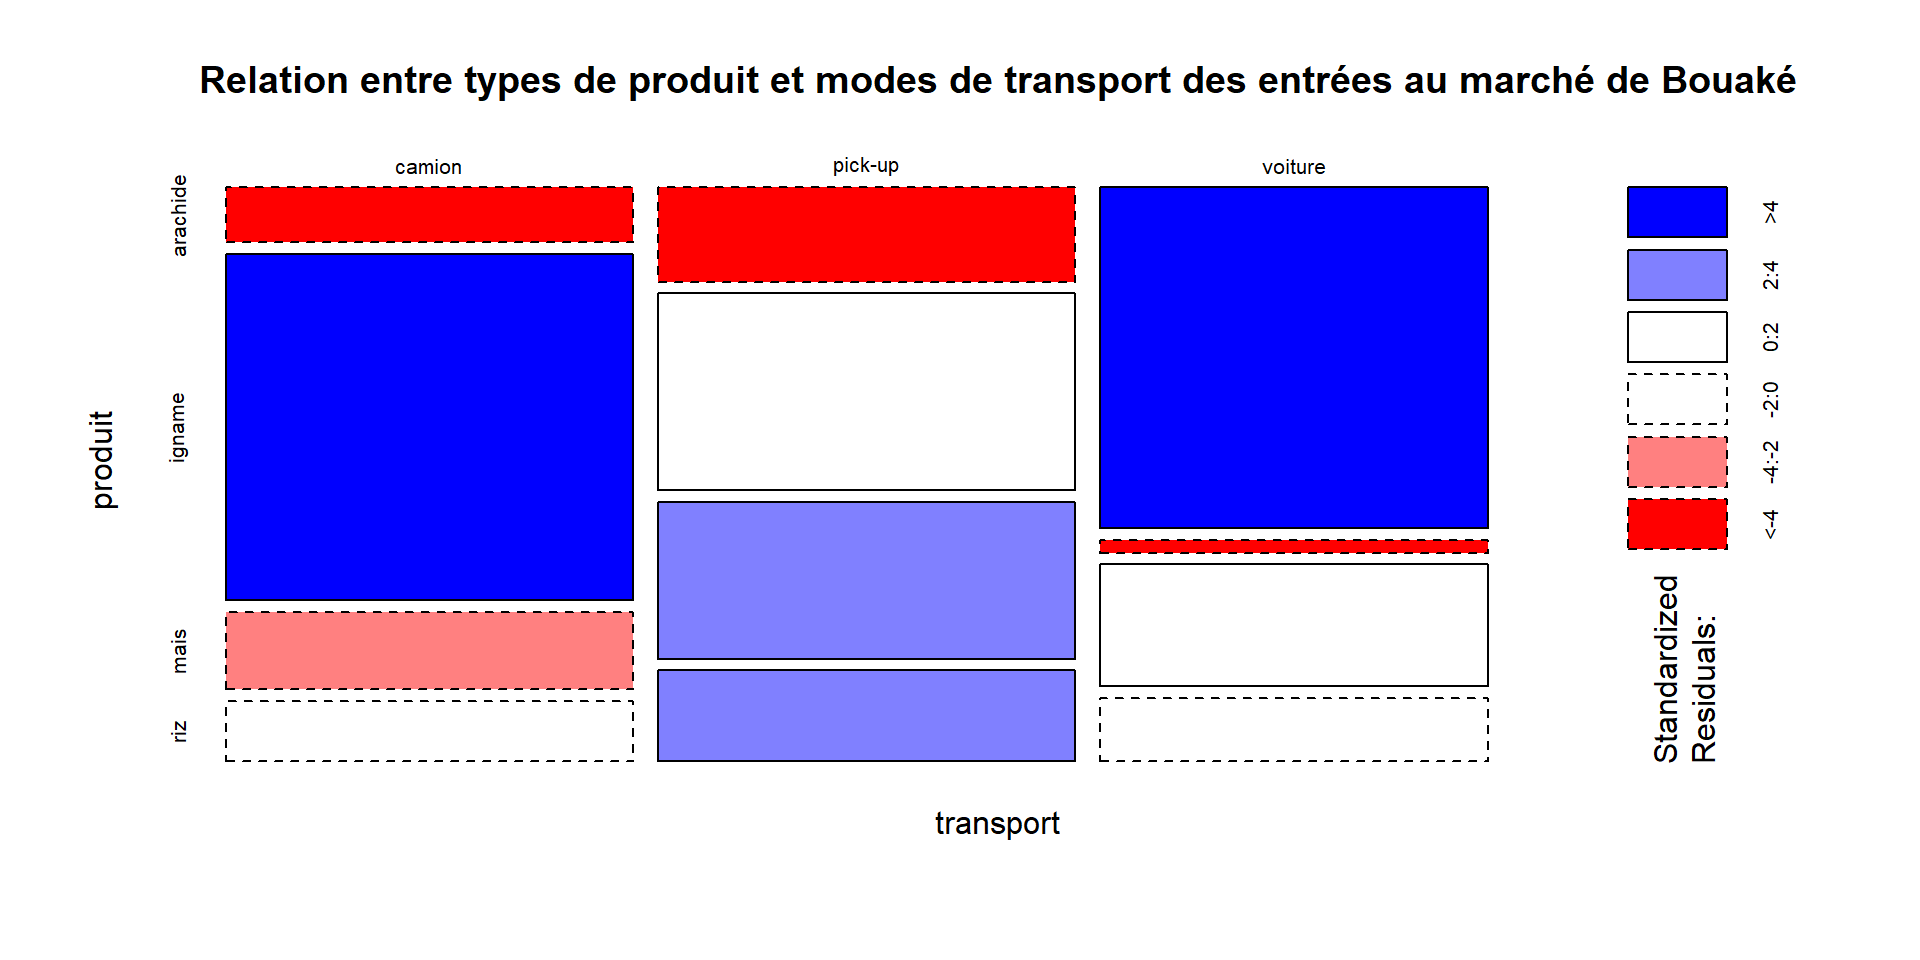 Relation entre types de produit et modes de transport des entrées au marché de Bouaké
camion
pick-up
voiture
arachide
igname
mais
riz
produit
transport
>4
2:4
0:2
-2:0
-4:-2
<-4
Standardized
Residuals: